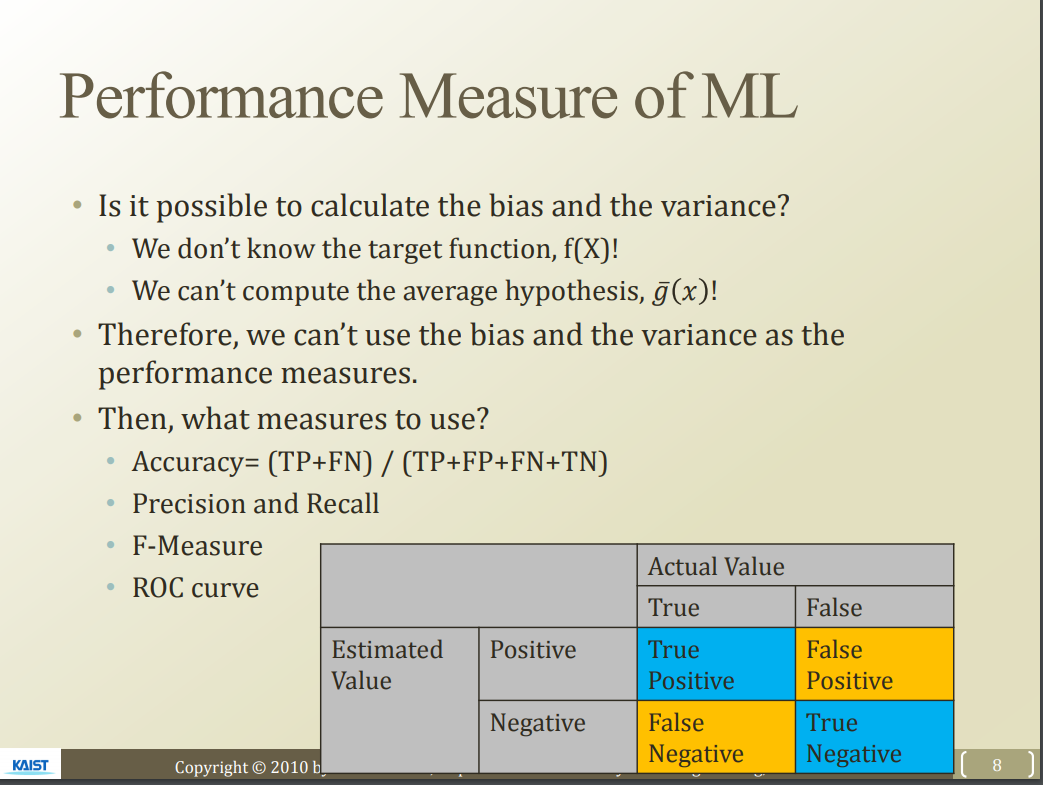 Performance Measure of ML
• Is it possible to calculate the bias and the variance?
• We don’t know the target function, f(X)!
• We can’t compute the average hypothesis, ḡ(x)!
• Therefore, we can’t use the bias and the variance as the
performance measures.
• Then, what measures to use?
• Accuracy= (TP+FN) / (TP+FP+FN+TN)
• Precision and Recall
• F-Measure
• ROC curve
Actual Value
True False
Estimated
Value
Positive
True
Positive
False
Positive
Negative
False
Negative
True
Negative
KAIST
Copyright © 2010
8